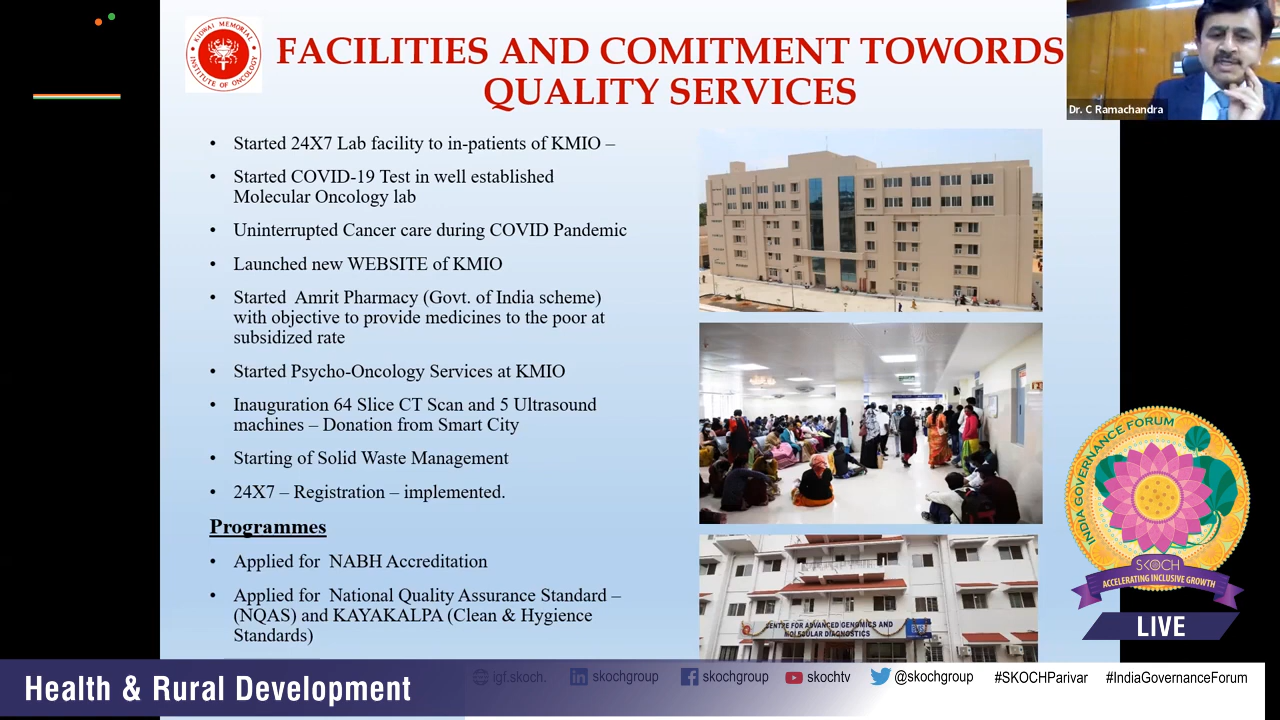 KIDWAI MEMORIAL
INSTITUTE OF ONCOLOGY
FACILITIES AND COMITMENT TOWORDS
QUALITY SERVICES
Dr. C Ramachandra
• Started 24X7 Lab facility to in-patients of KMIO –
• Started COVID-19 Test in well established
Molecular Oncology lab
• Uninterrupted Cancer care during COVID Pandemic
• Launched new WEBSITE of KMIO
• Started Amrit Pharmacy (Govt. of India scheme)
with objective to provide medicines to the poor at
subsidized rate
• Started Psycho-Oncology Services at KMIO
• Inauguration 64 Slice CT Scan and 5 Ultrasound
machines – Donation from Smart City
• Starting of Solid Waste Management
• 24X7 – Registration – implemented.
Programmes
• Applied for NABH Accreditation
• Applied for National Quality Assurance Standard –
(NQAS) and KAYAKALPA (Clean & Hygience
Standards)
CENTRE FOR ADVANCED GENOMICS AND
MOLECULAR DIAGNOSTICS
INDIA GOVERNANCE FORUM
SKOCH
ACCELERATING INCLUSIVE GROWTH
LIVE
Health & Rural Development
igf.skoch.
skochgroup
skochgroup
skochtv
@skochgroup
#SKOCHParivar
#IndiaGovernanceForum